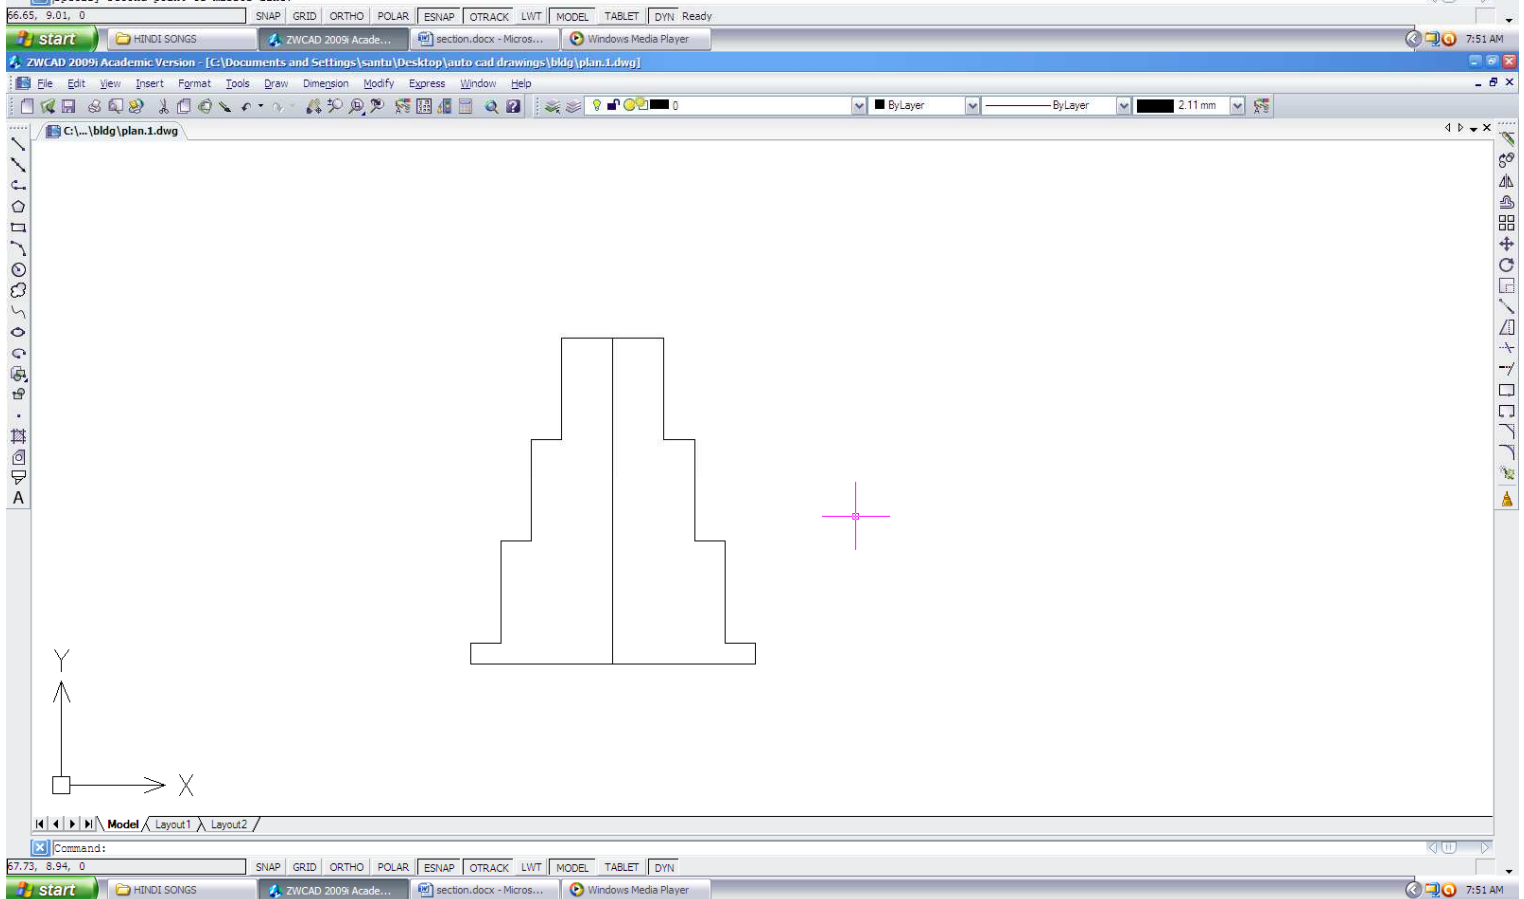 66.65, 9.01, 0 SNAP GRID ORTHO POLAR ESNAP OTRACK LWT MODEL TABLET DYN Ready
start HINDI SONGS ZWCAD 2009i Acade... section.docx - Micros... Windows Media Player 7:51 AM
ZWCAD 2009i Academic Version - [C:\Documents and Settings\santu\Desktop\auto cad drawings\bldg\plan.1.dwg]
File Edit View Insert Format Tools Draw Dimension Modify Express Window Help
0 ByLayer ByLayer 2.11 mm
C:\...\bldg\plan.1.dwg
A
Y
X
Model Layout1 Layout2
Command:
67.73, 8.94, 0 SNAP GRID ORTHO POLAR ESNAP OTRACK LWT MODEL TABLET DYN
start HINDI SONGS ZWCAD 2009i Acade... section.docx - Micros... Windows Media Player 7:51 AM